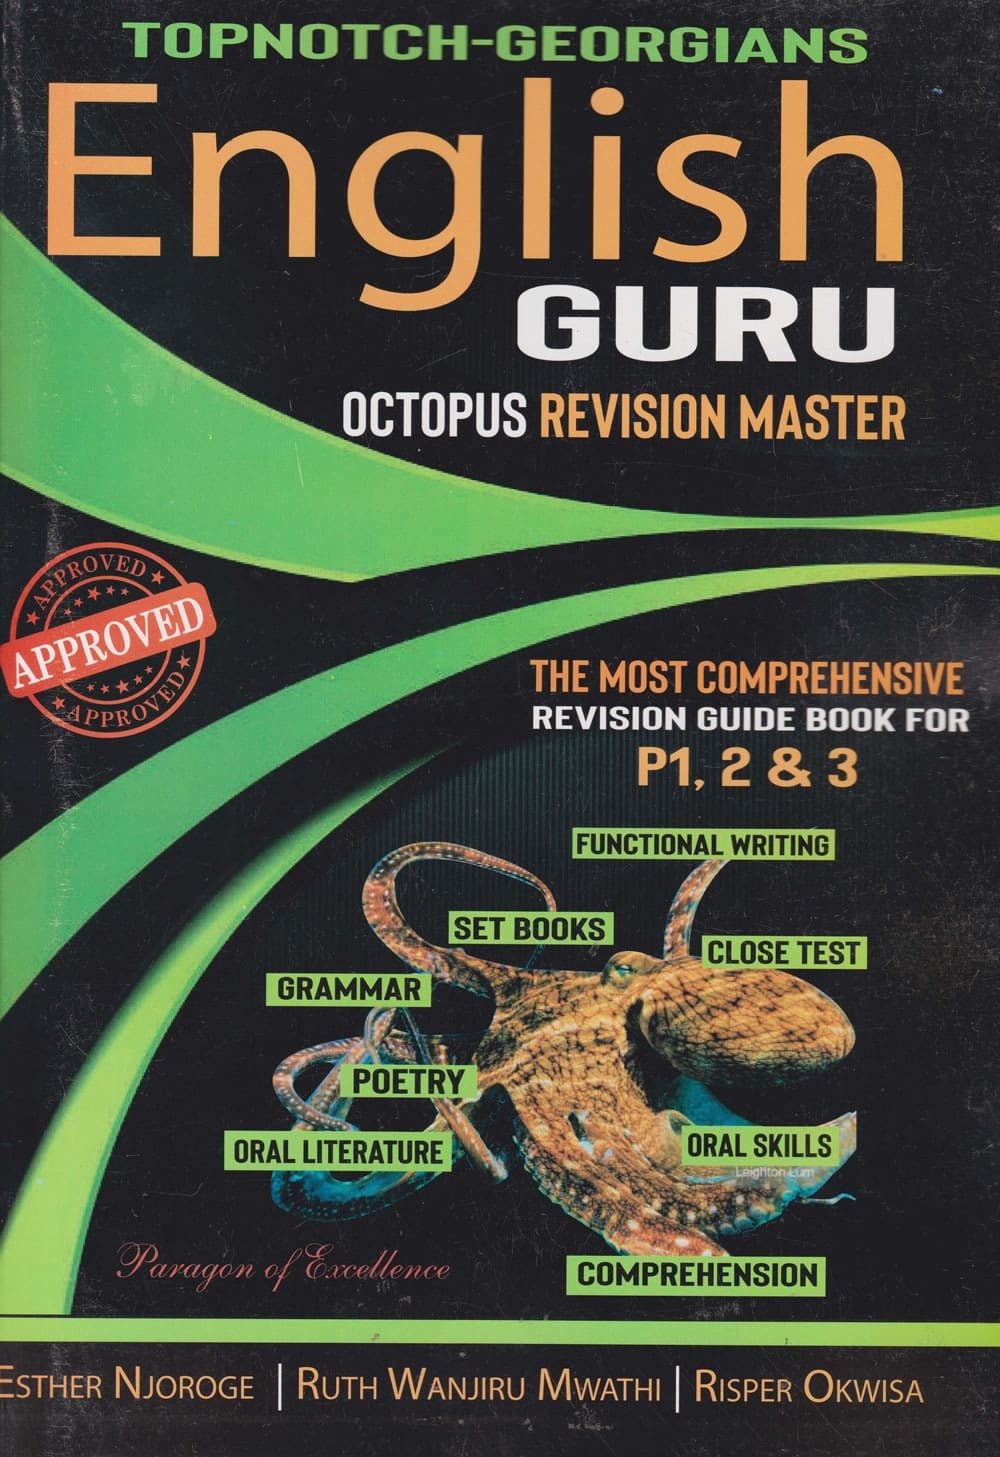 TOPNOTCH-GEORGIANS
English
GURU
OCTOPUS REVISION MASTER
APPROVED
APPROVED
APPROVED
THE MOST COMPREHENSIVE
REVISION GUIDE BOOK FOR
P1, 2 & 3
FUNCTIONAL WRITING
SET BOOKS
CLOSE TEST
GRAMMAR
POETRY
ORAL LITERATURE
ORAL SKILLS
Leighton Lum
COMPREHENSION
Paragon of Excellence
ESTHER NJOROGE | RUTH WANJIRU MWATHI | RISPER OKWISA